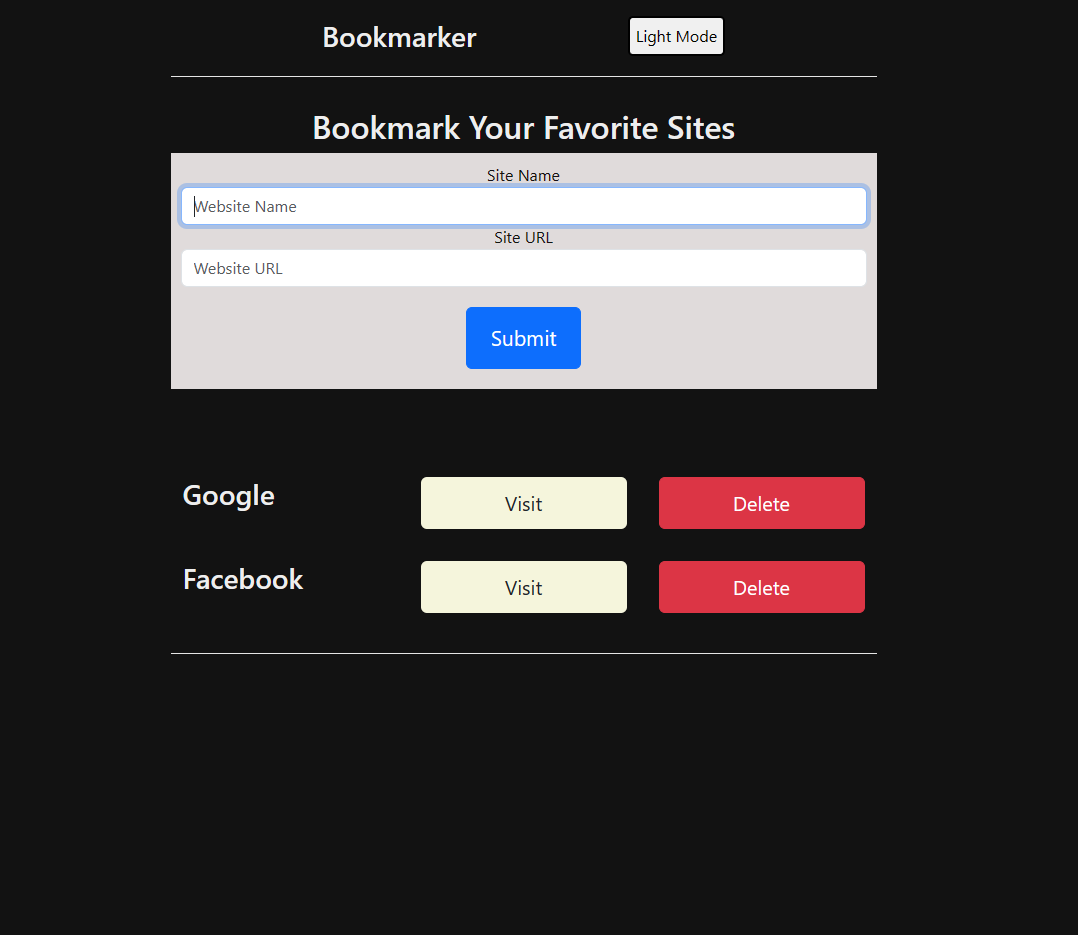 Bookmarker Light Mode
Bookmark Your Favorite Sites
Site Name
Website Name
Site URL
Website URL
Submit
Google Visit Delete
Facebook Visit Delete